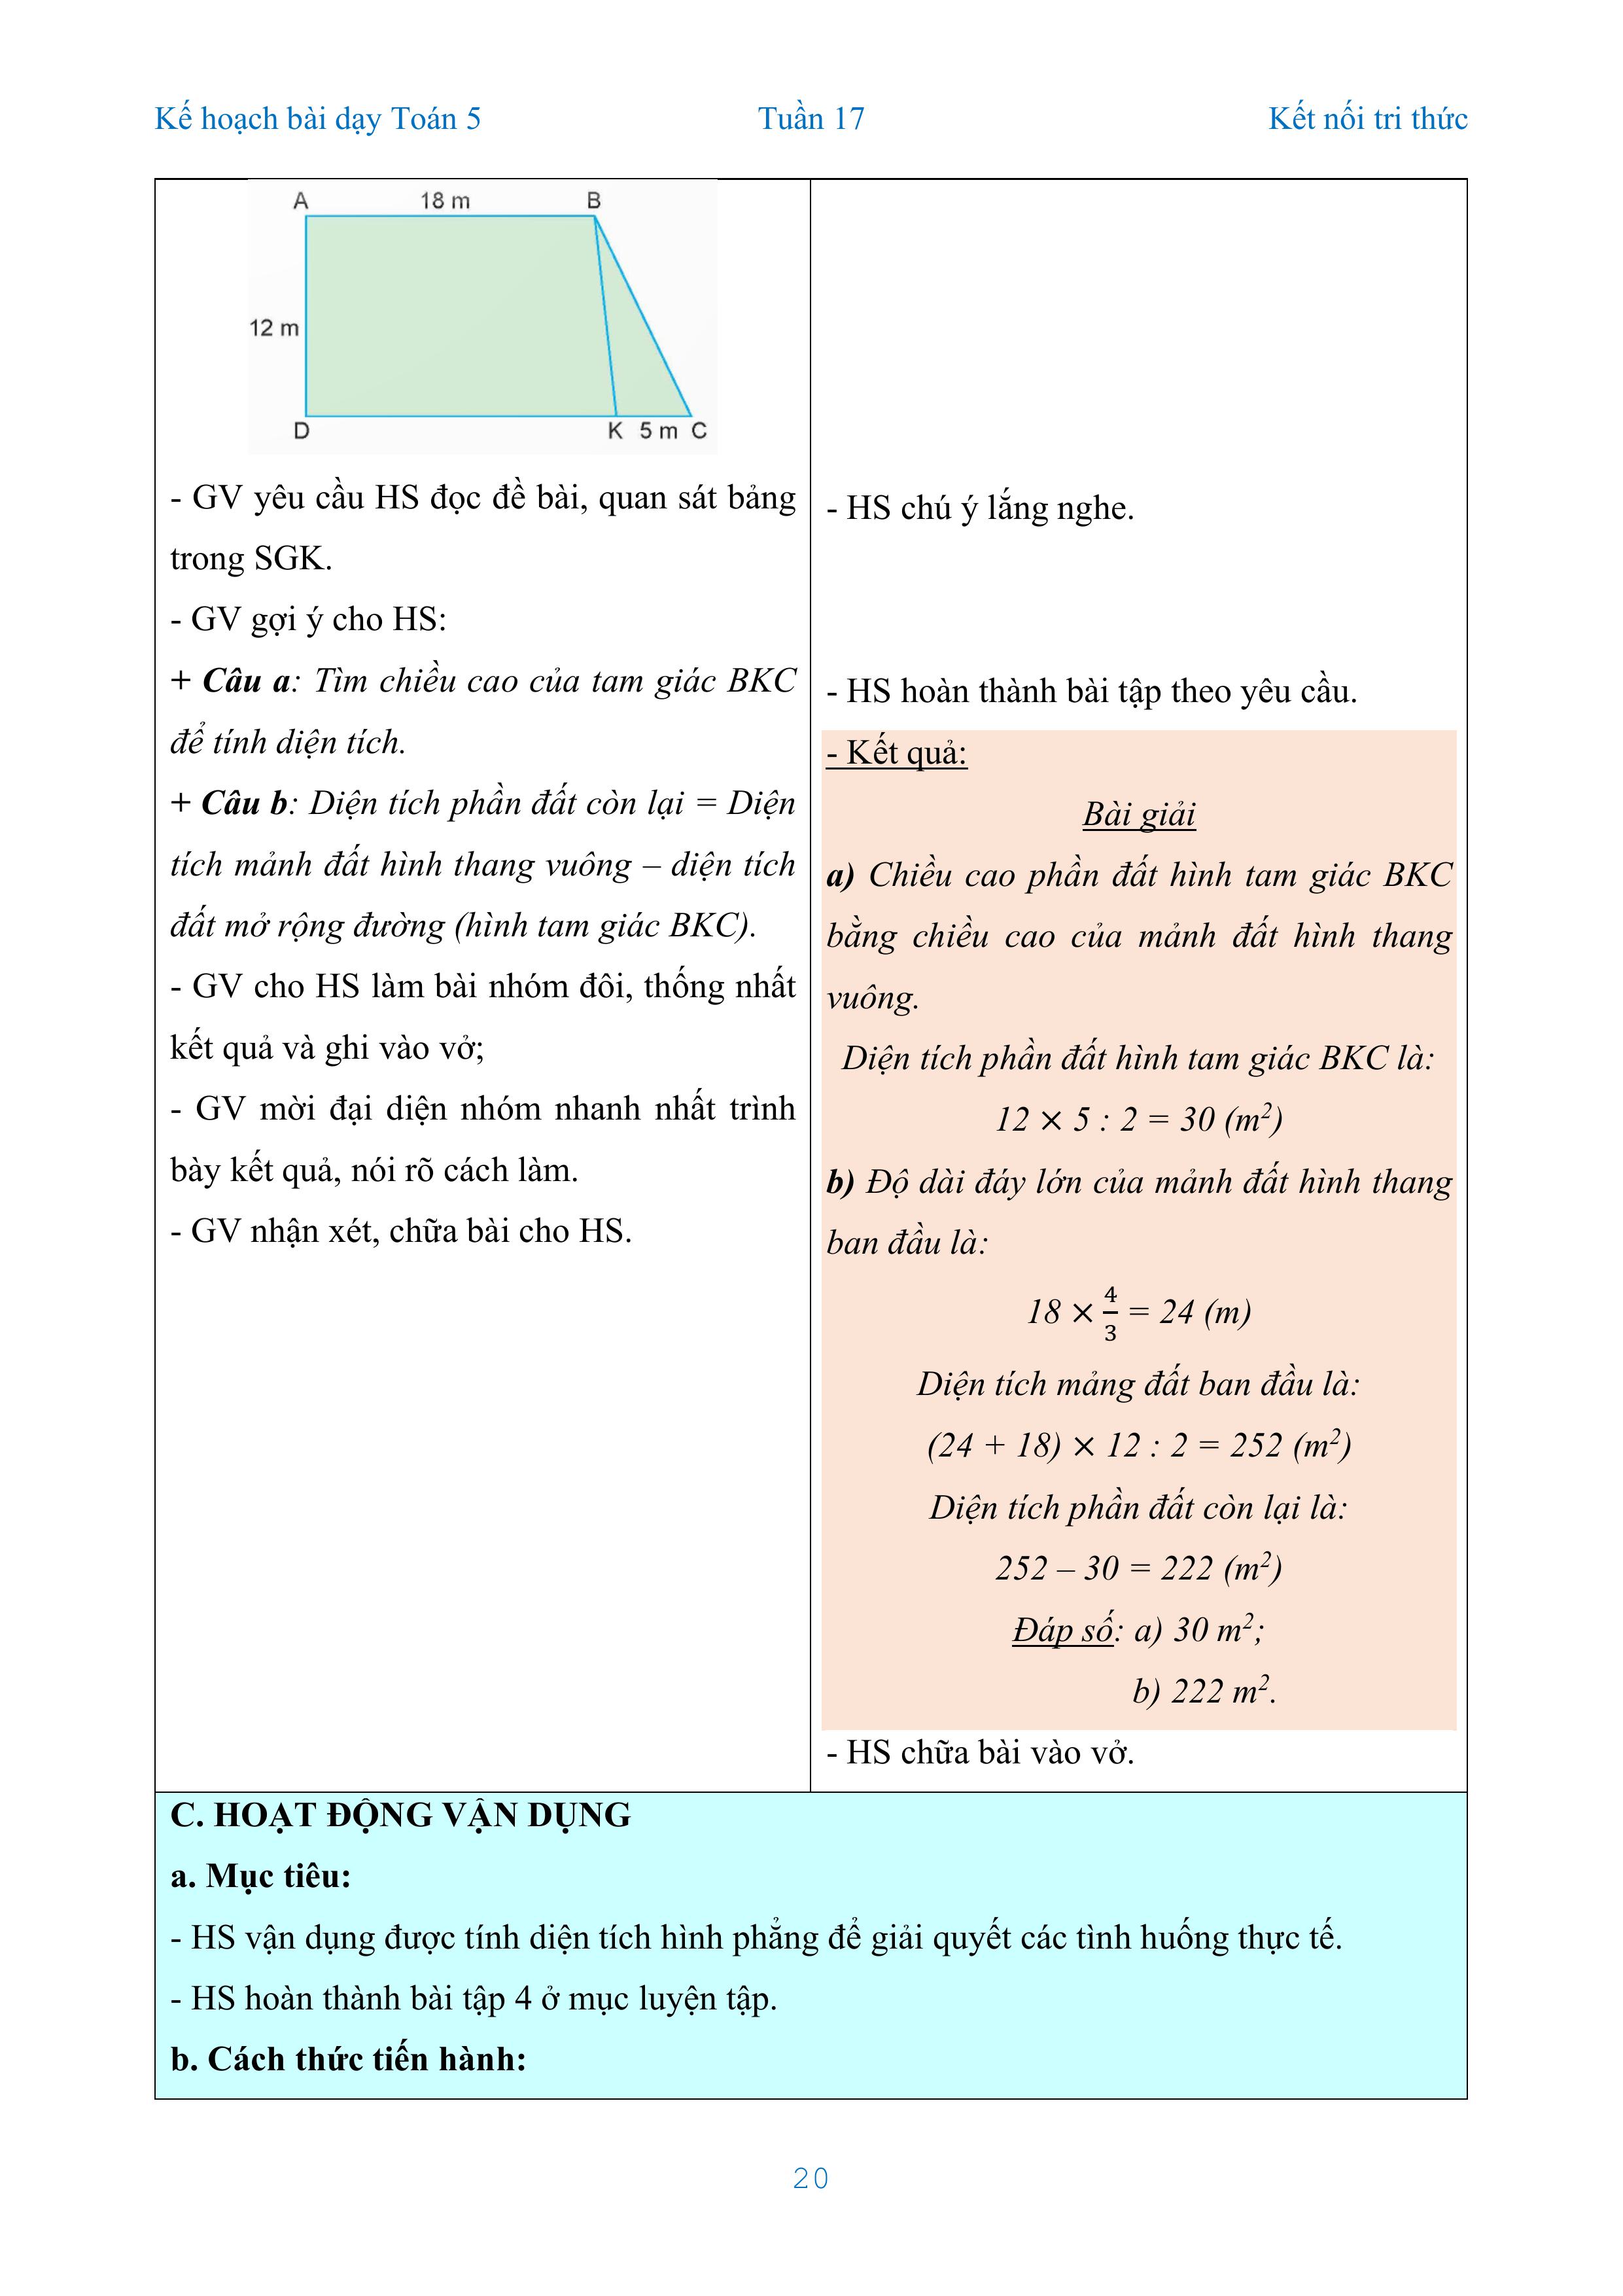 Kế hoạch bài dạy Toán 5 Tuần 17 Kết nối tri thức
A 18 m B
12 m
D K 5 m C
- GV yêu cầu HS đọc đề bài, quan sát bảng
trong SGK.
- GV gợi ý cho HS:
+ Câu a: Tìm chiều cao của tam giác BKC
để tính diện tích.
+ Câu b: Diện tích phần đất còn lại = Diện
tích mảnh đất hình thang vuông – diện tích
đất mở rộng đường (hình tam giác BKC).
- GV cho HS làm bài nhóm đôi, thống nhất
kết quả và ghi vào vở;
- GV mời đại diện nhóm nhanh nhất trình
bày kết quả, nói rõ cách làm.
- GV nhận xét, chữa bài cho HS.
- HS chú ý lắng nghe.
- HS hoàn thành bài tập theo yêu cầu.
- Kết quả:
Bài giải
a) Chiều cao phần đất hình tam giác BKC
bằng chiều cao của mảnh đất hình thang
vuông.
Diện tích phần đất hình tam giác BKC là:
12 × 5 : 2 = 30 (m²)
b) Độ dài đáy lớn của mảnh đất hình thang
ban đầu là:
18 × 4/3 = 24 (m)
Diện tích mảng đất ban đầu là:
(24 + 18) × 12 : 2 = 252 (m²)
Diện tích phần đất còn lại là:
252 – 30 = 222 (m²)
Đáp số: a) 30 m²;
b) 222 m².
- HS chữa bài vào vở.
C. HOẠT ĐỘNG VẬN DỤNG
a. Mục tiêu:
- HS vận dụng được tính diện tích hình phẳng để giải quyết các tình huống thực tế.
- HS hoàn thành bài tập 4 ở mục luyện tập.
b. Cách thức tiến hành:
20